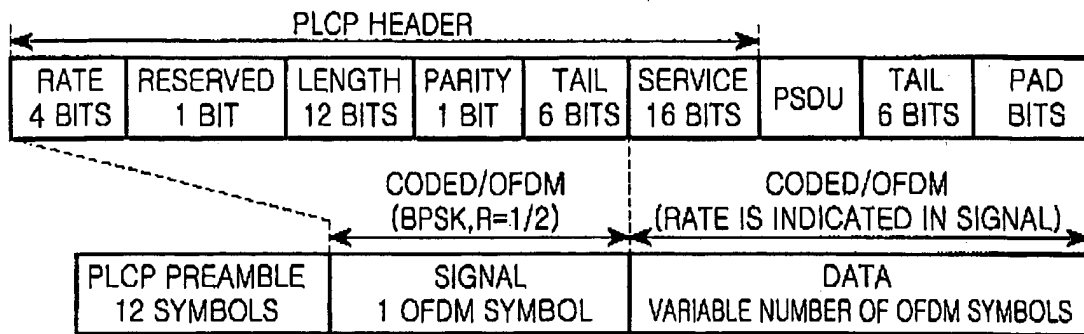 PLCP HEADER
RATE RESERVED LENGTH PARITY TAIL SERVICE PSDU TAIL PAD
4 BITS 1 BIT 12 BITS 1 BIT 6 BITS 16 BITS 6 BITS BITS
CODED/OFDM CODED/OFDM
(BPSK,R=1/2) (RATE IS INDICATED IN SIGNAL)
PLCP PREAMBLE SIGNAL DATA
12 SYMBOLS 1 OFDM SYMBOL VARIABLE NUMBER OF OFDM SYMBOLS